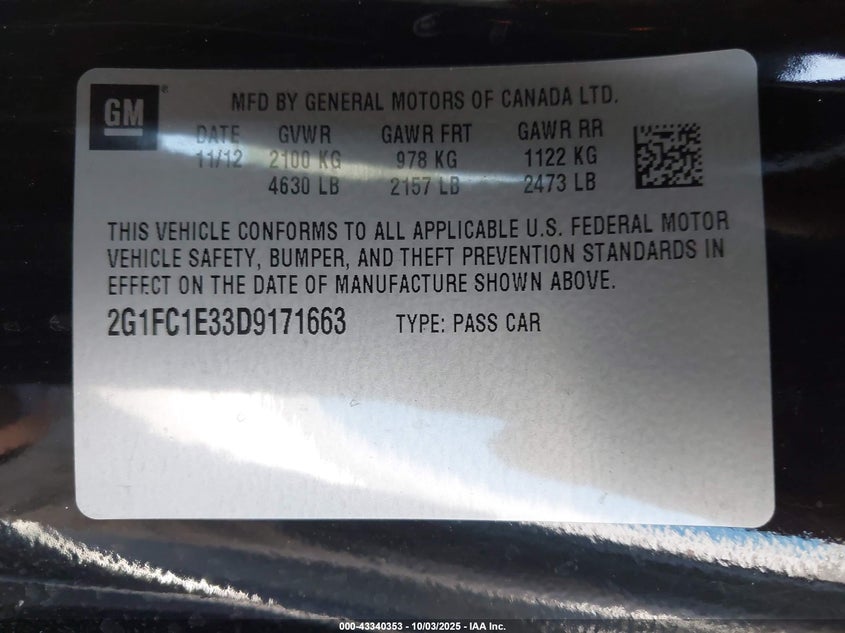 GM
MFD BY GENERAL MOTORS OF CANADA LTD.
DATE GVWR GAWR FRT GAWR RR
11/12 2100 KG 978 KG 1122 KG
4630 LB 2157 LB 2473 LB
THIS VEHICLE CONFORMS TO ALL APPLICABLE U.S. FEDERAL MOTOR
VEHICLE SAFETY, BUMPER, AND THEFT PREVENTION STANDARDS IN
EFFECT ON THE DATE OF MANUFACTURE SHOWN ABOVE.
2G1FC1E33D9171663 TYPE: PASS CAR
000-43340353 - 10/03/2025 - IAA Inc.